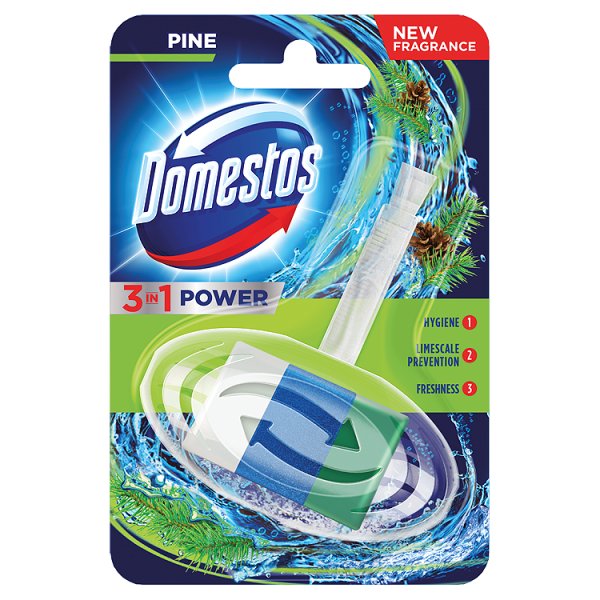 PINE
NEW
FRAGRANCE
Domestos
3 IN 1 POWER
HYGIENE 1
LIMESCALE
PREVENTION 2
FRESHNESS 3